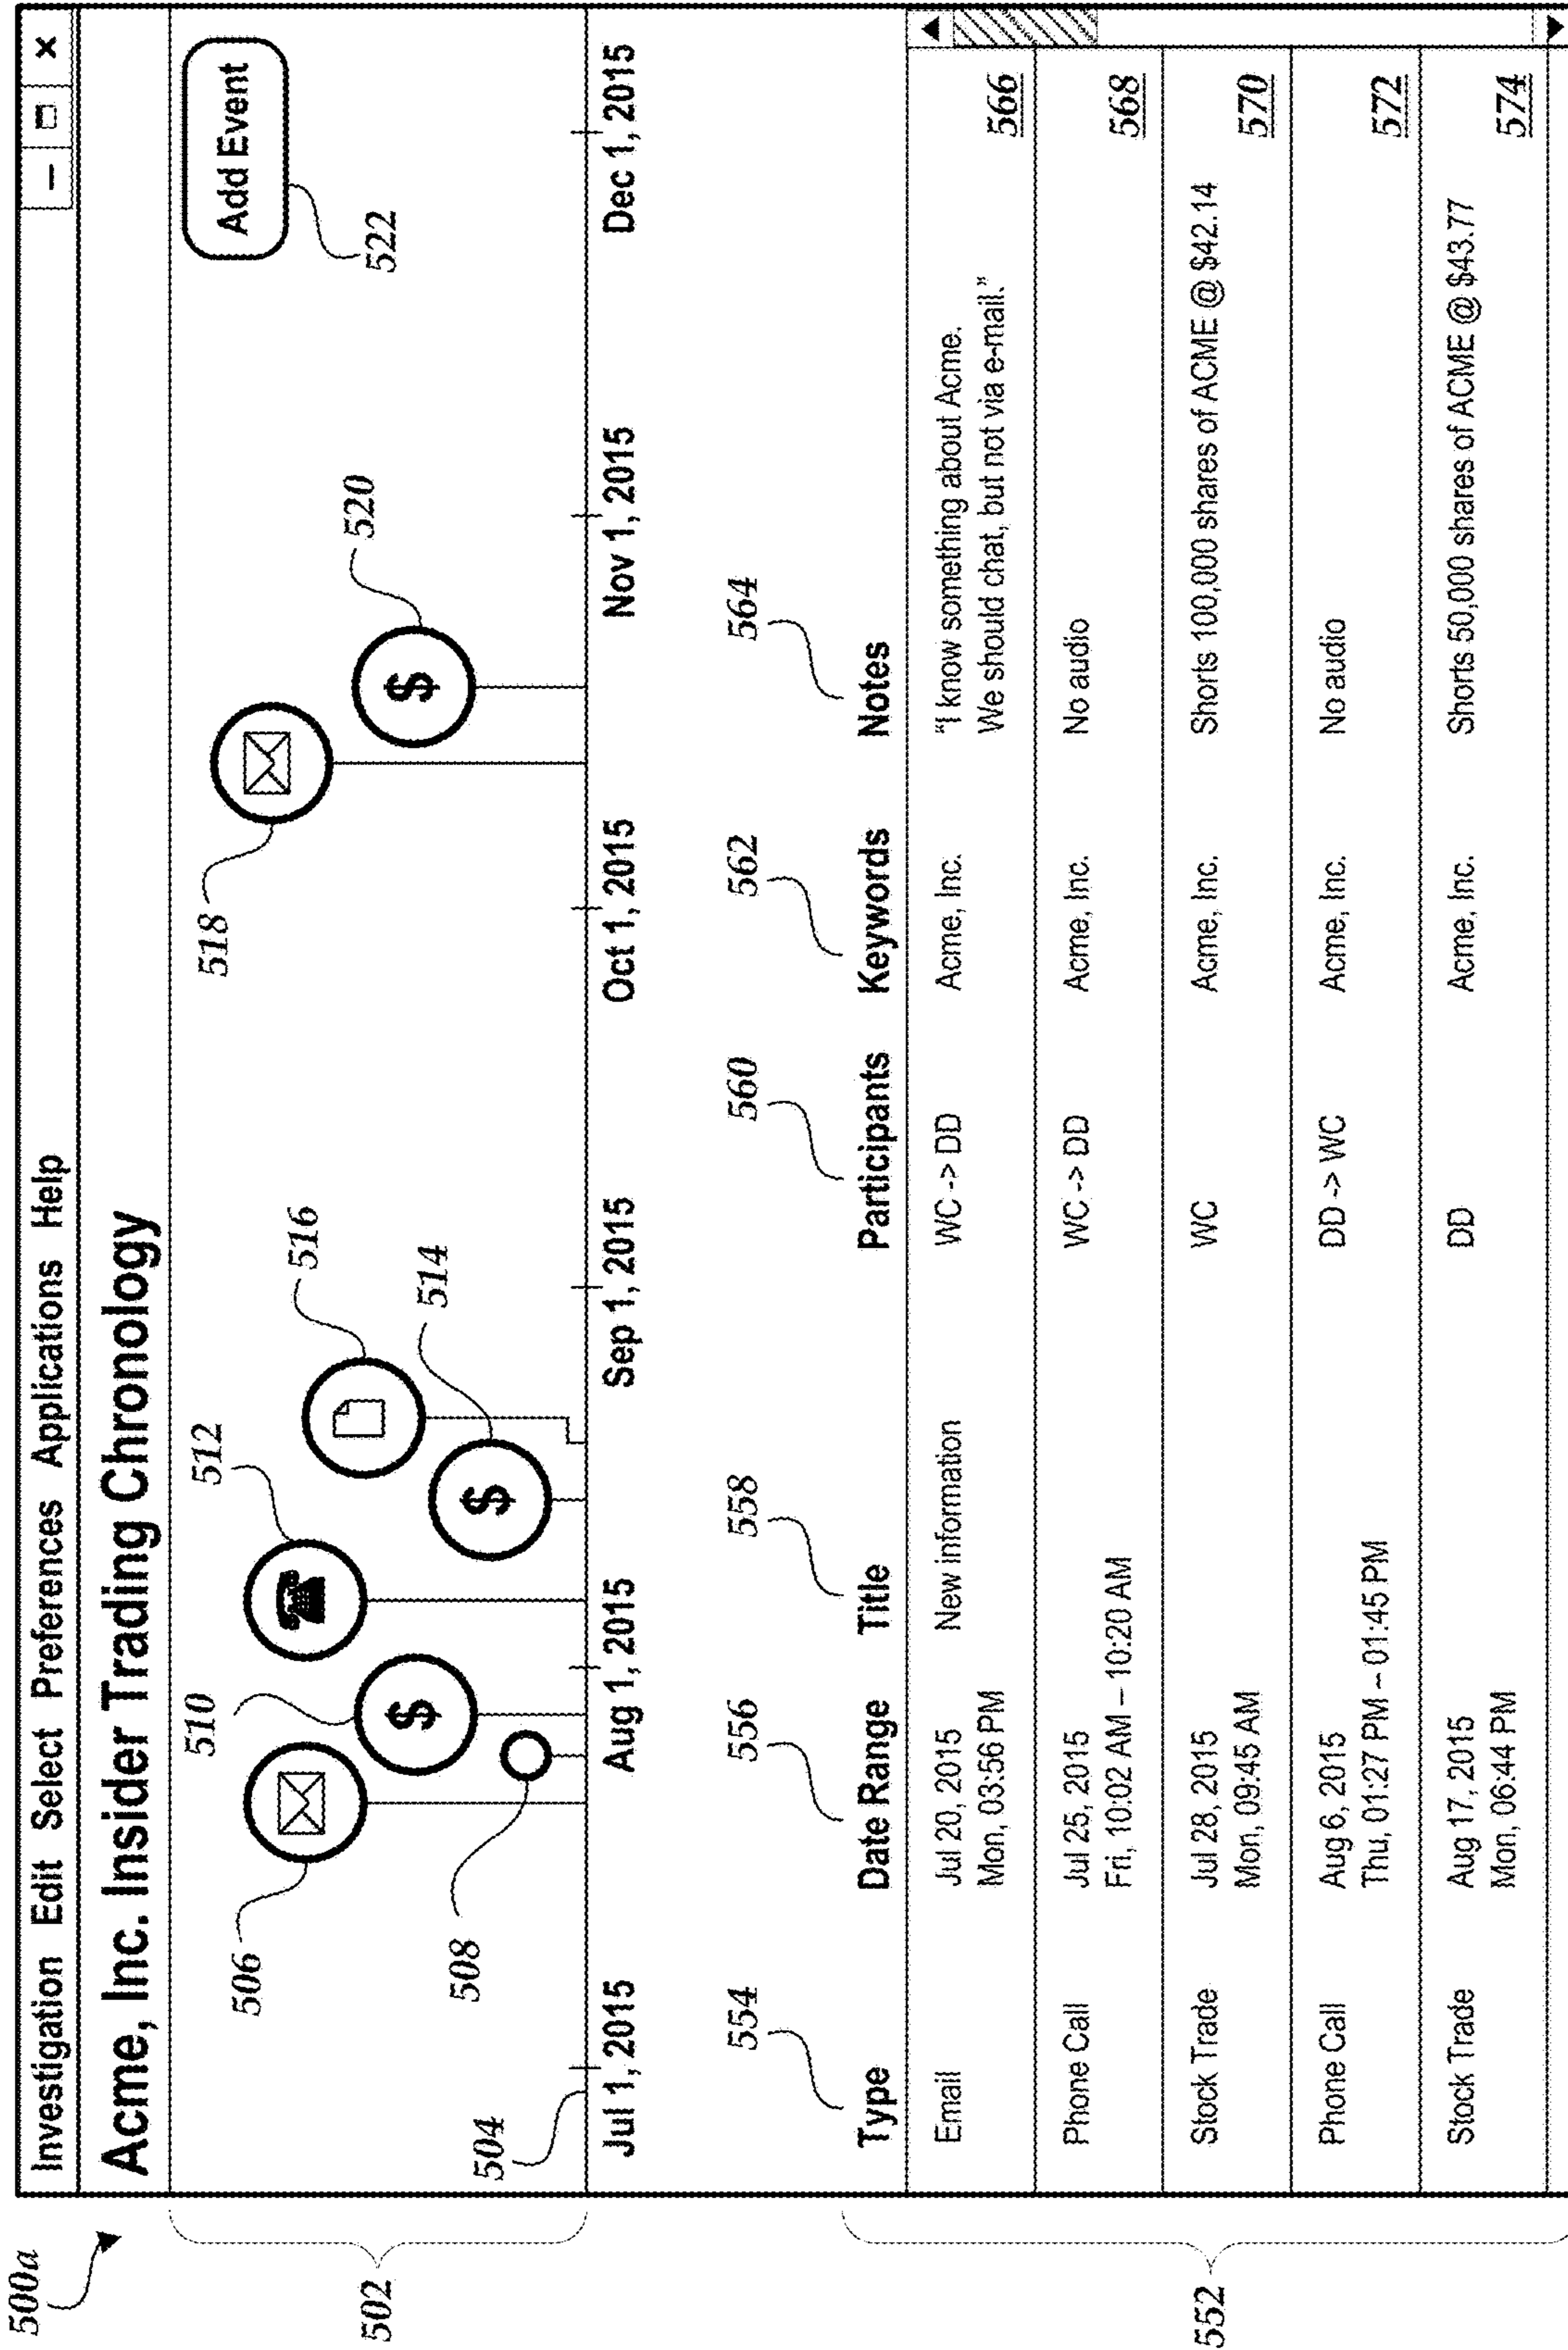 500a
Investigation Edit Select Preferences Applications Help
Acme, Inc. Insider Trading Chronology
Add Event
522
502
504
506
508
510
512
514
516
518
520
$
$
$
Jul 1, 2015
Aug 1, 2015
Sep 1, 2015
Oct 1, 2015
Nov 1, 2015
Dec 1, 2015
554
556
558
560
562
564
Type Date Range Title Participants Keywords Notes
552
Email Jul 20, 2015 New information WC -> DD Acme, Inc. “I know something about Acme.
Mon, 03:56 PM We should chat, but not via e-mail.” 566
Phone Call Jul 25, 2015 WC -> DD Acme, Inc. No audio
Fri, 10:02 AM – 10:20 AM 568
Stock Trade Jul 28, 2015 WC Acme, Inc. Shorts 100,000 shares of ACME @ $42.14
Mon, 09:45 AM 570
Phone Call Aug 6, 2015 DD -> WC Acme, Inc. No audio
Thu, 01:27 PM – 01:45 PM 572
Stock Trade Aug 17, 2015 DD Acme, Inc. Shorts 50,000 shares of ACME @ $43.77
Mon, 06:44 PM 574